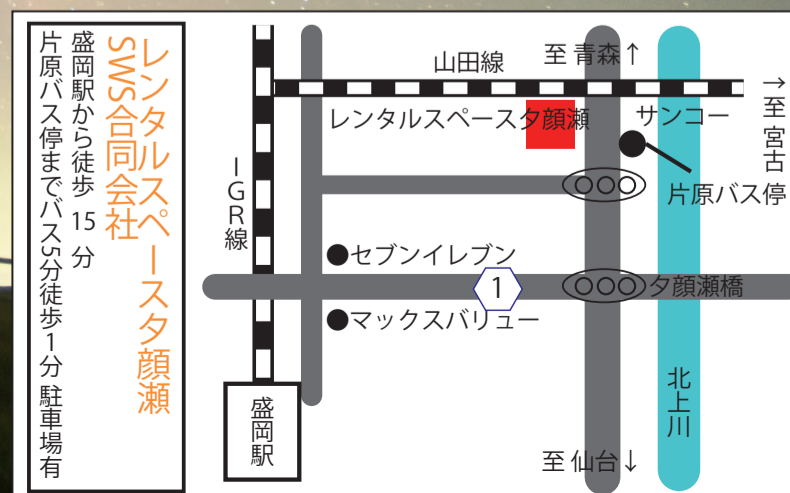 レンタルスペース夕顔瀬
SWS合同会社
盛岡駅から徒歩 15 分
片原バス停までバス5分徒歩1分 駐車場有
山田線
至 青森↑
→至 宮古
レンタルスペース夕顔瀬
サンコー
片原バス停
IGR線
●セブンイレブン
1
夕顔瀬橋
●マックスバリュー
北上川
盛岡駅
至 仙台↓